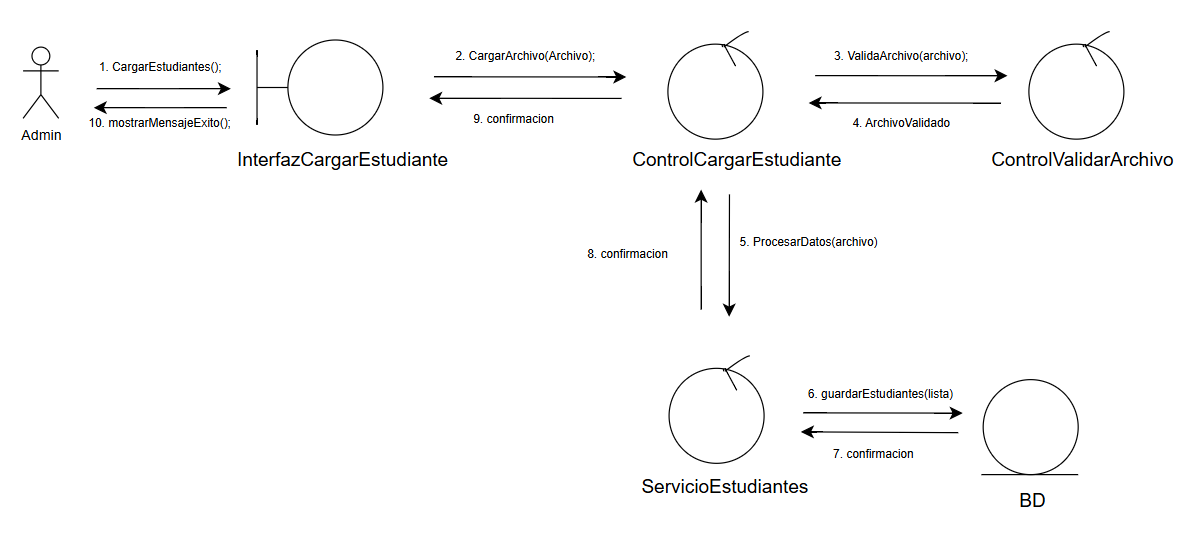 1. CargarEstudiantes();
10. mostrarMensajeExito();
Admin
InterfazCargarEstudiante
2. CargarArchivo(Archivo);
9. confirmacion
ControlCargarEstudiante
3. ValidaArchivo(archivo);
4. ArchivoValidado
ControlValidarArchivo
5. ProcesarDatos(archivo)
8. confirmacion
ServicioEstudiantes
6. guardarEstudiantes(lista)
7. confirmacion
BD